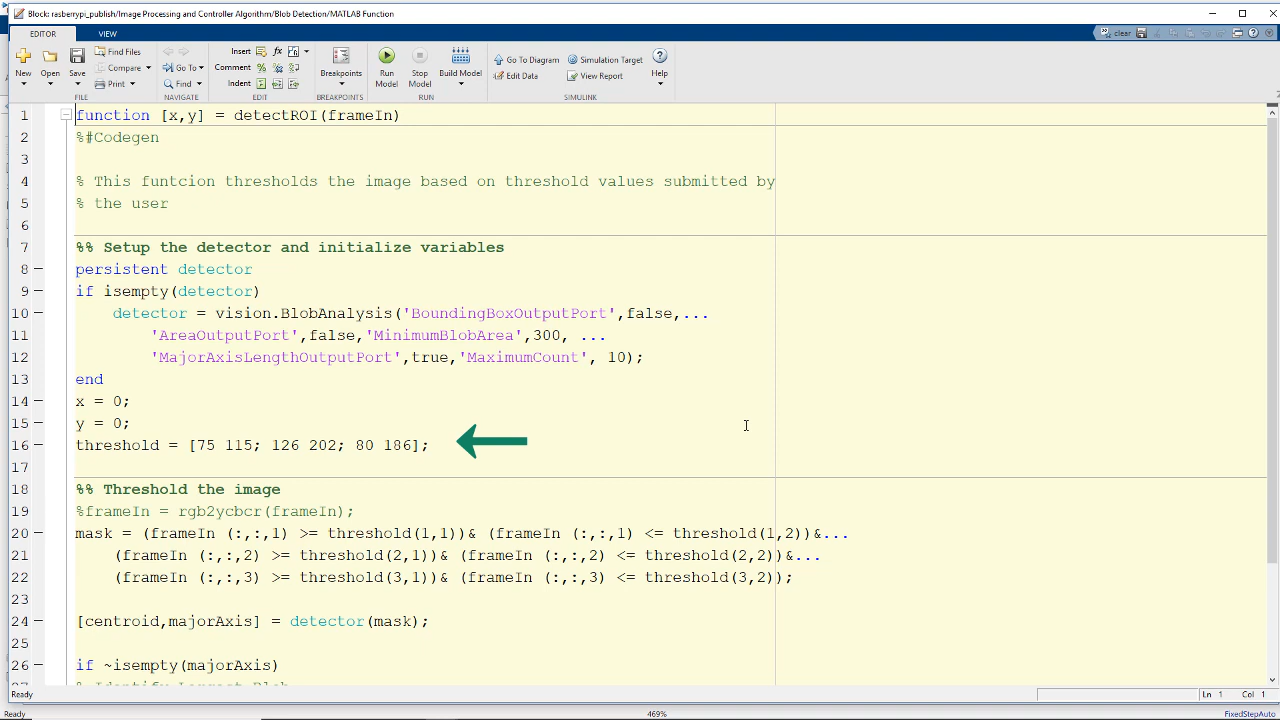 Block: rasberrypi_publish/Image Processing and Controller Algorithm/Blob Detection/MATLAB Function
EDITOR VIEW clear
New Open Save Find Files Compare Print
Go To Find
Insert Comment Indent
Breakpoints
Run Model Stop Model Build Model
Go To Diagram Simulation Target
Edit Data View Report
Help
FILE NAVIGATE EDIT BREAKPOINTS RUN SIMULINK
1 function [x,y] = detectROI(frameIn)
2 %#Codegen
3
4 % This funtcion thresholds the image based on threshold values submitted by
5 % the user
6
7 %% Setup the detector and initialize variables
8 persistent detector
9 if isempty(detector)
10 detector = vision.BlobAnalysis('BoundingBoxOutputPort',false,...
11 'AreaOutputPort',false,'MinimumBlobArea',300, ...
12 'MajorAxisLengthOutputPort',true,'MaximumCount', 10);
13 end
14 x = 0;
15 y = 0;
16 threshold = [75 115; 126 202; 80 186];
17
18 %% Threshold the image
19 %frameIn = rgb2ycbcr(frameIn);
20 mask = (frameIn (:,:,1) >= threshold(1,1))& (frameIn (:,:,1) <= threshold(1,2))&...
21 (frameIn (:,:,2) >= threshold(2,1))& (frameIn (:,:,2) <= threshold(2,2))&...
22 (frameIn (:,:,3) >= threshold(3,1))& (frameIn (:,:,3) <= threshold(3,2));
23
24 [centroid,majorAxis] = detector(mask);
25
26 if ~isempty(majorAxis)
Ready Ln 1 Col 1
Ready 469% FixedStepAuto